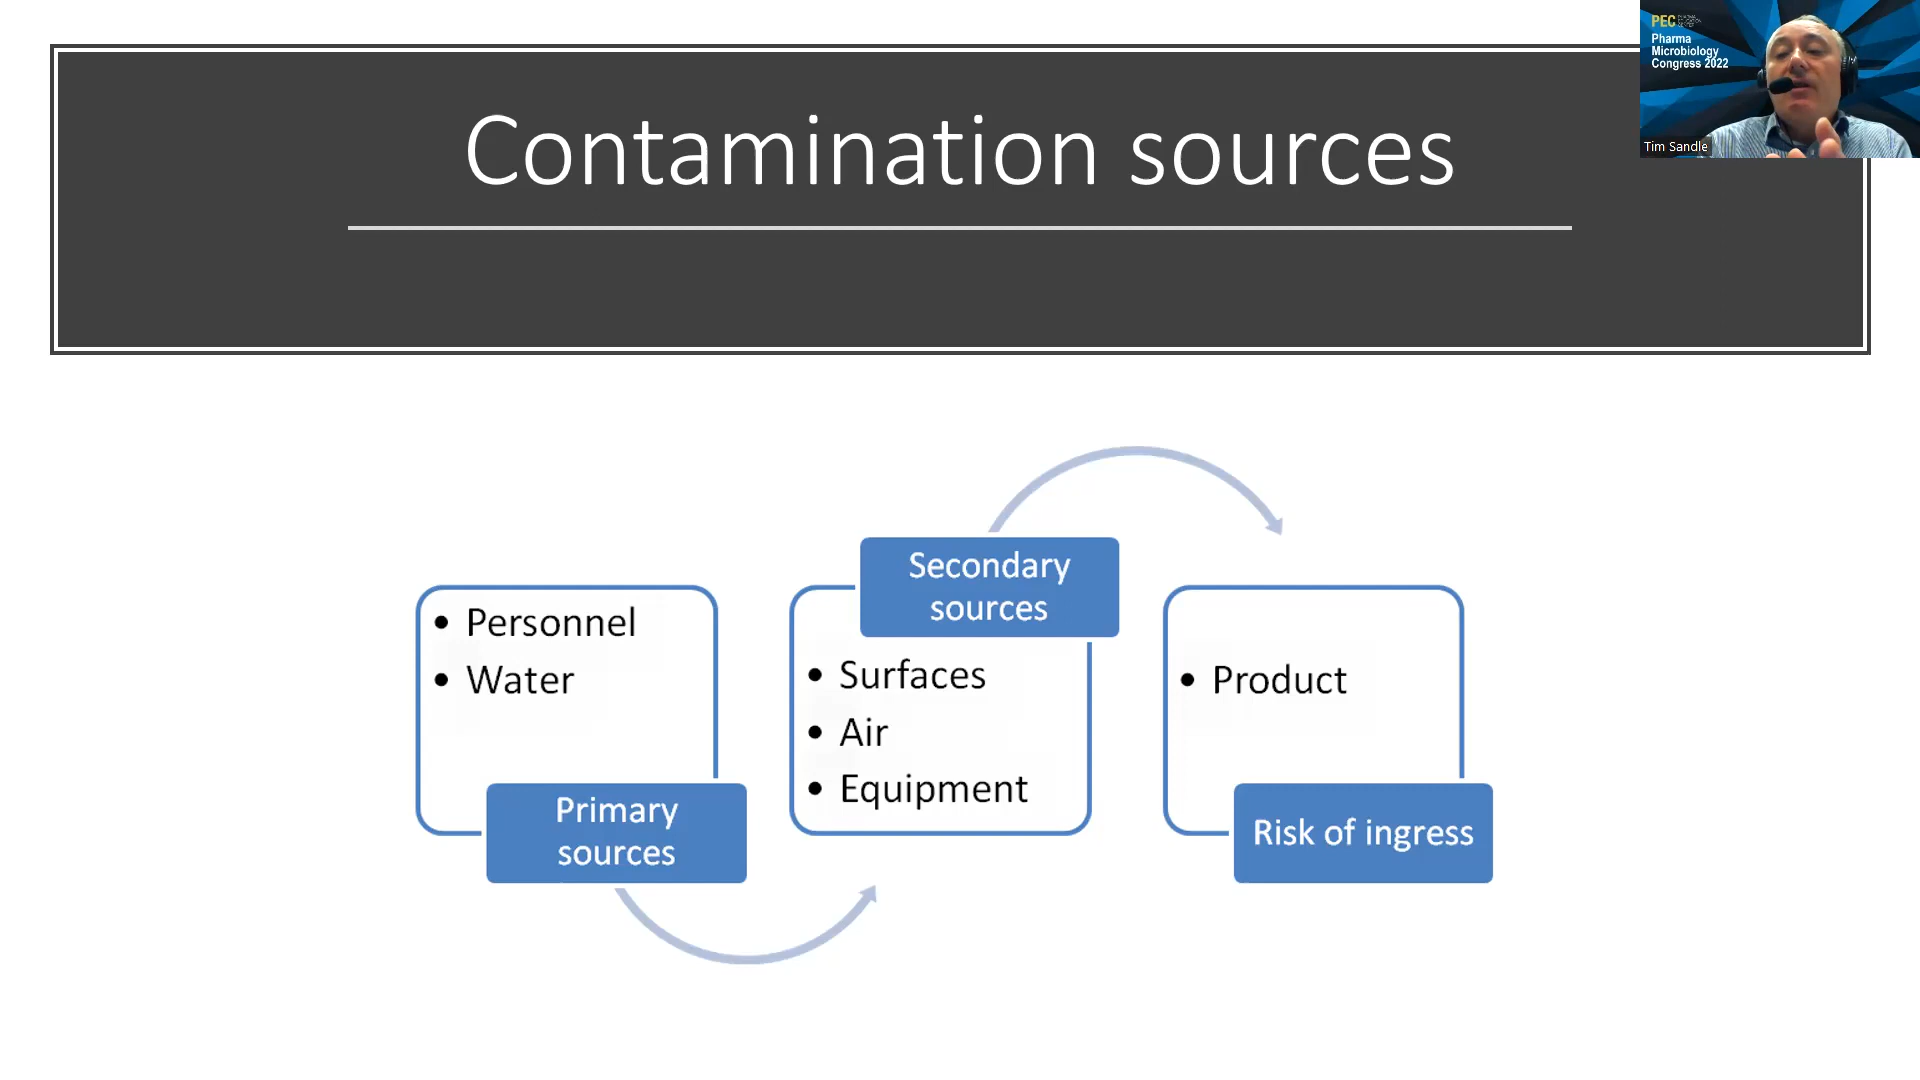 Contamination sources
PEC
Pharma
Microbiology
Congress 2022
Tim Sandle
• Personnel
• Water
Primary
sources
Secondary
sources
• Surfaces
• Air
• Equipment
• Product
Risk of ingress